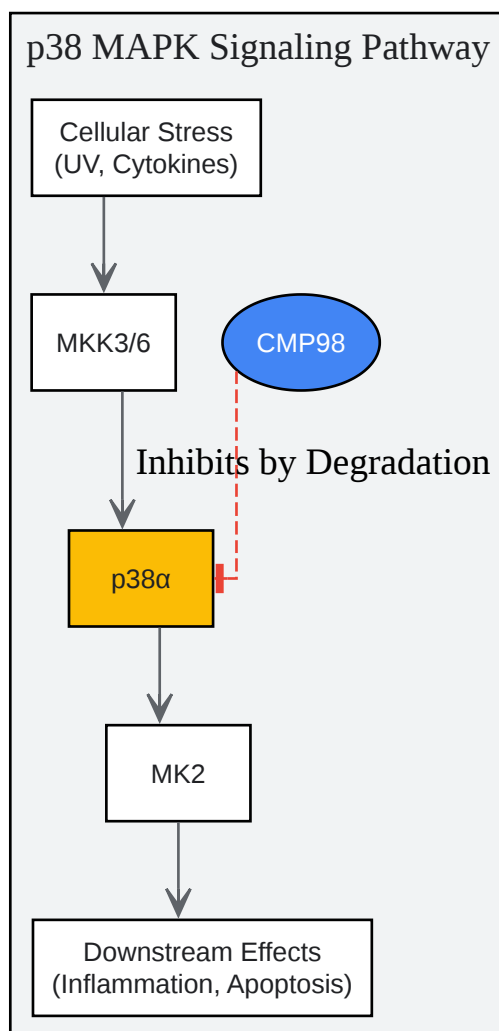 p38 MAPK Signaling Pathway
Cellular Stress
(UV, Cytokines)
MKK3/6
CMP98
Inhibits by Degradation
p38α
MK2
Downstream Effects
(Inflammation, Apoptosis)